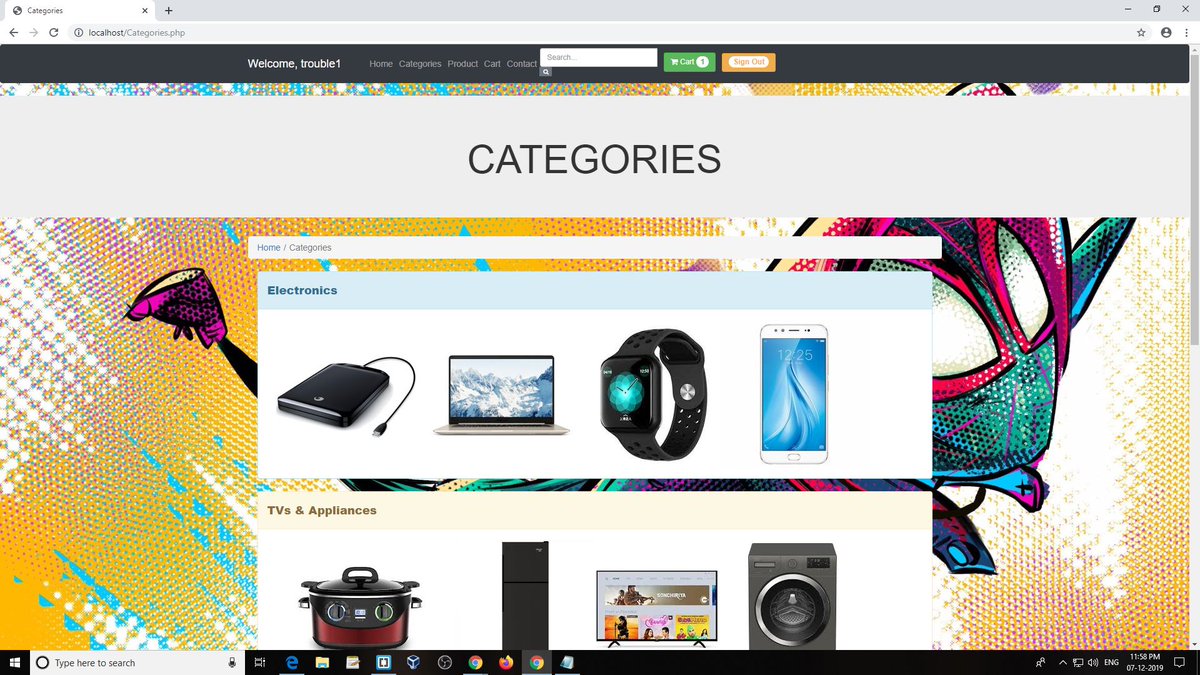 Categories
localhost/Categories.php
Welcome, trouble1
Home Categories Product Cart Contact Search... Cart 1 Sign Out
CATEGORIES
Home / Categories
Electronics
12:25
TVs & Appliances
SONCHIRIYA
Type here to search
ENG
11:58 PM
07-12-2019